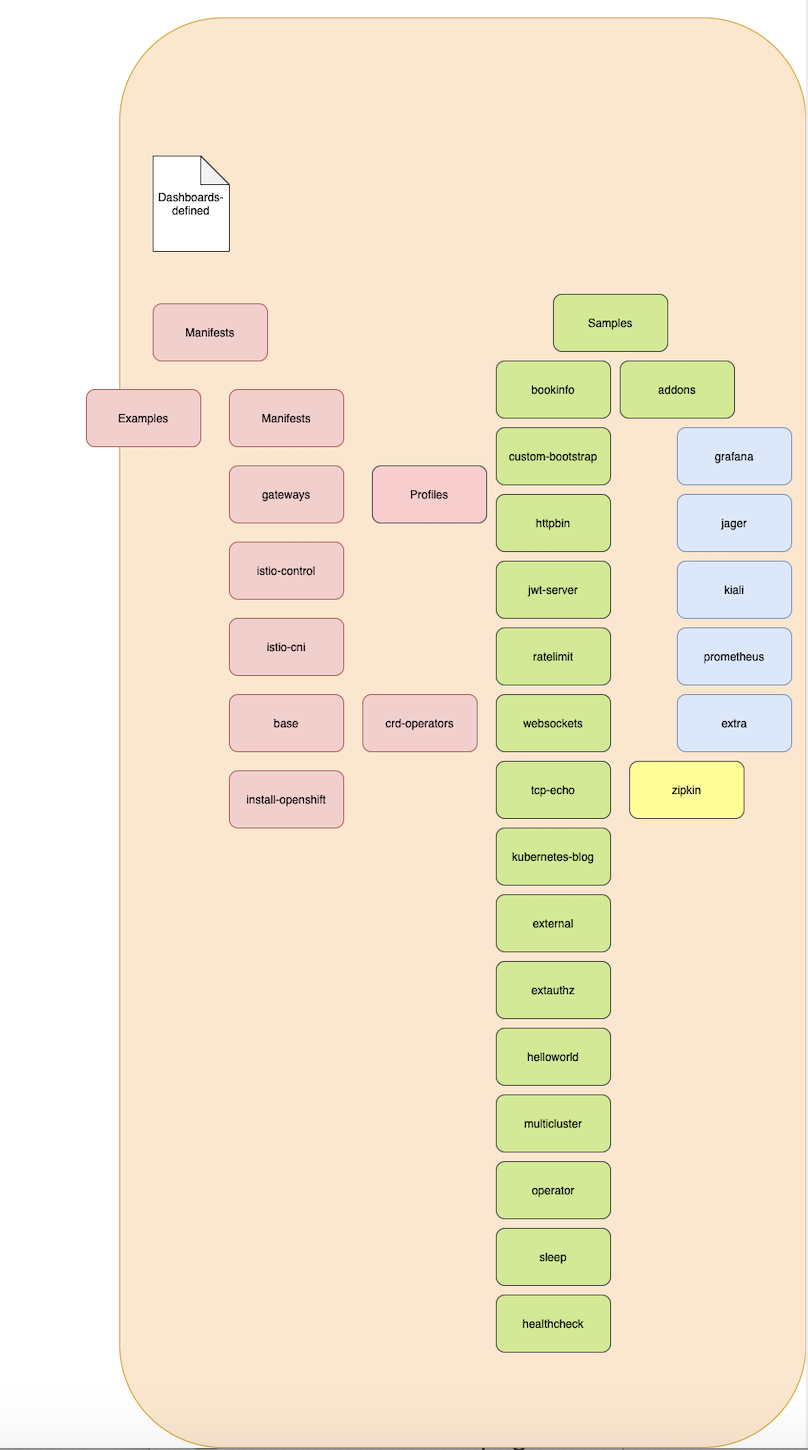 Dashboards-
defined
Manifests
Samples
Examples
Manifests
bookinfo
addons
custom-bootstrap
grafana
gateways
Profiles
httpbin
jager
istio-control
jwt-server
kiali
istio-cni
ratelimit
prometheus
base
crd-operators
websockets
extra
install-openshift
tcp-echo
zipkin
kubernetes-blog
external
extauthz
helloworld
multicluster
operator
sleep
healthcheck